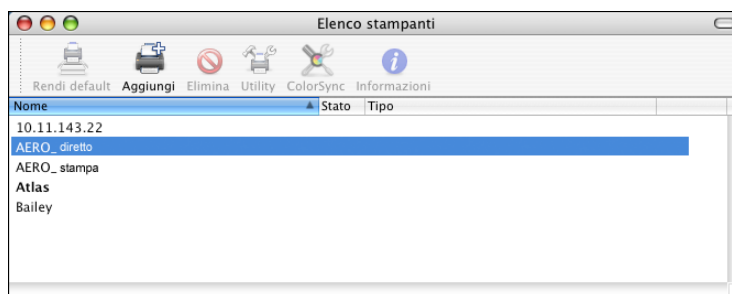 Elenco stampanti
Rendi default Aggiungi Elimina Utility ColorSync Informazioni
Nome Stato Tipo
10.11.143.22
AERO_ diretto
AERO_ stampa
Atlas
Bailey